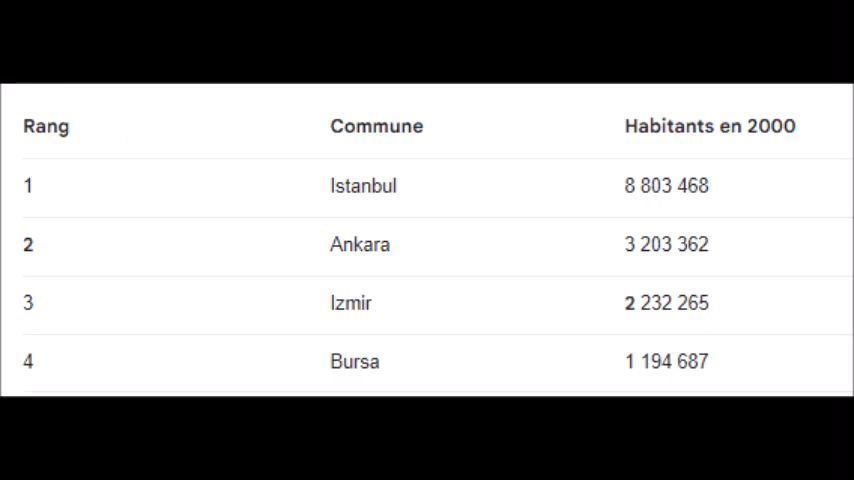 Rang Commune Habitants en 2000
1 Istanbul 8 803 468
2 Ankara 3 203 362
3 Izmir 2 232 265
4 Bursa 1 194 687